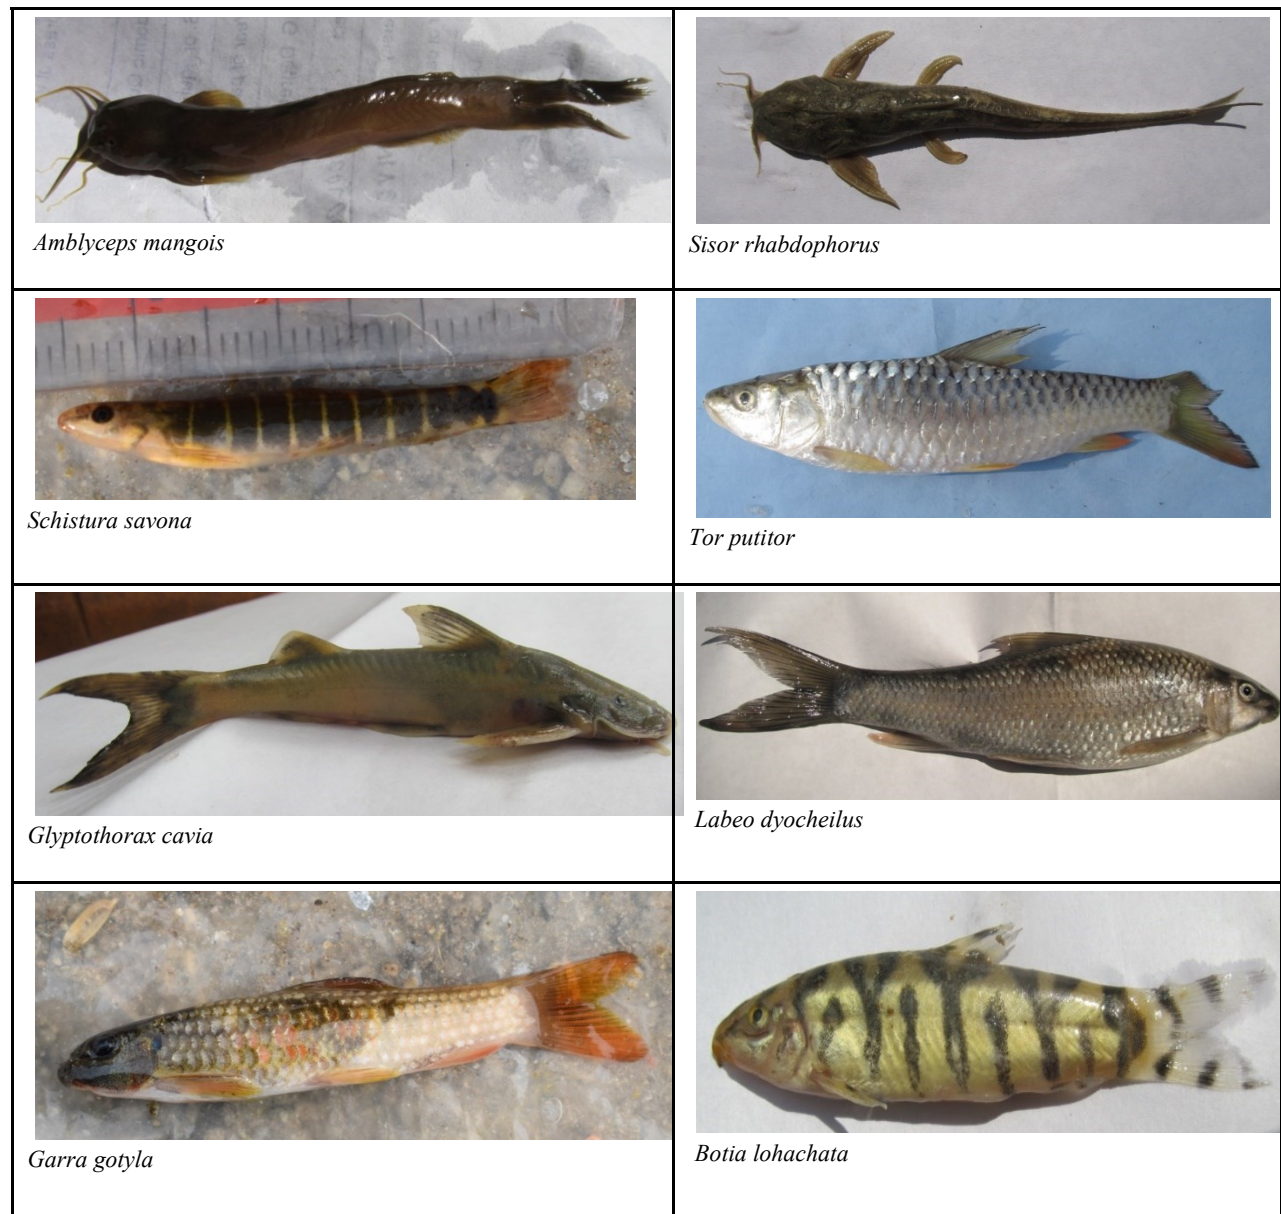 Amblyceps mangois
Sisor rhabdophorus
Schistura savona
Tor putitor
Glyptothorax cavia
Labeo dyocheilus
Garra gotyla
Botia lohachata